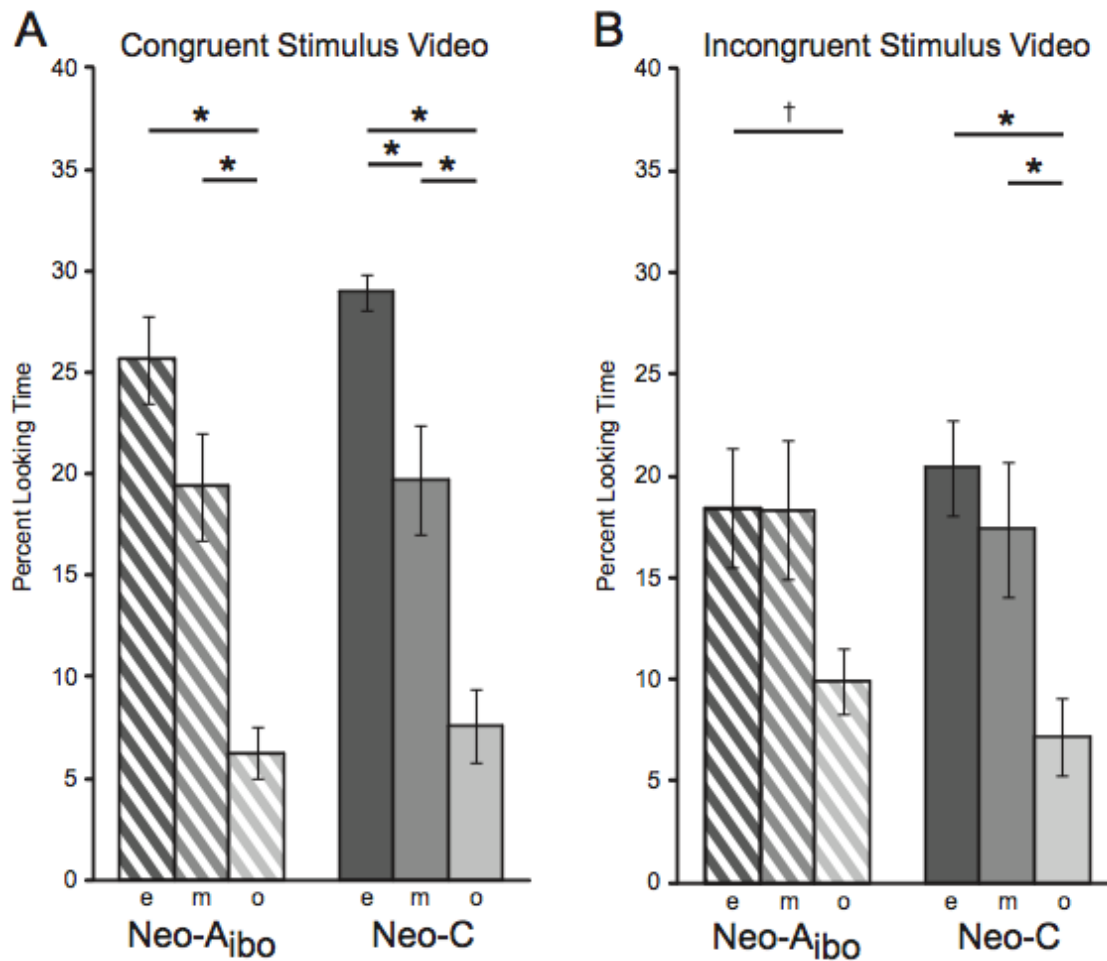 A Congruent Stimulus Video
40
35
30
25
20
15
10
5
0
Percent Looking Time
* * * * *
e m o e m o
Neo-Aibo Neo-C
B Incongruent Stimulus Video
40
35
30
25
20
15
10
5
0
Percent Looking Time
† * *
e m o e m o
Neo-Aibo Neo-C